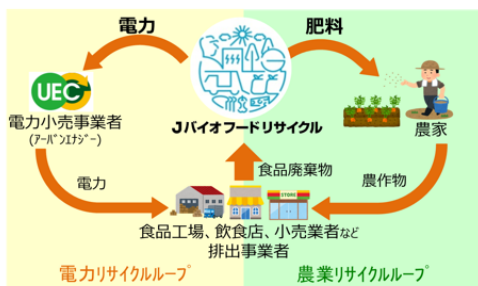 電力
肥料
UEC
Jバイオフードリサイクル
電力小売事業者
(ｱｰﾊﾞﾝｴﾅｼﾞｰ)
農家
電力
食品廃棄物
農作物
STORE
食品工場、飲食店、小売業者など
排出事業者
電力リサイクルループ
農業リサイクルループ